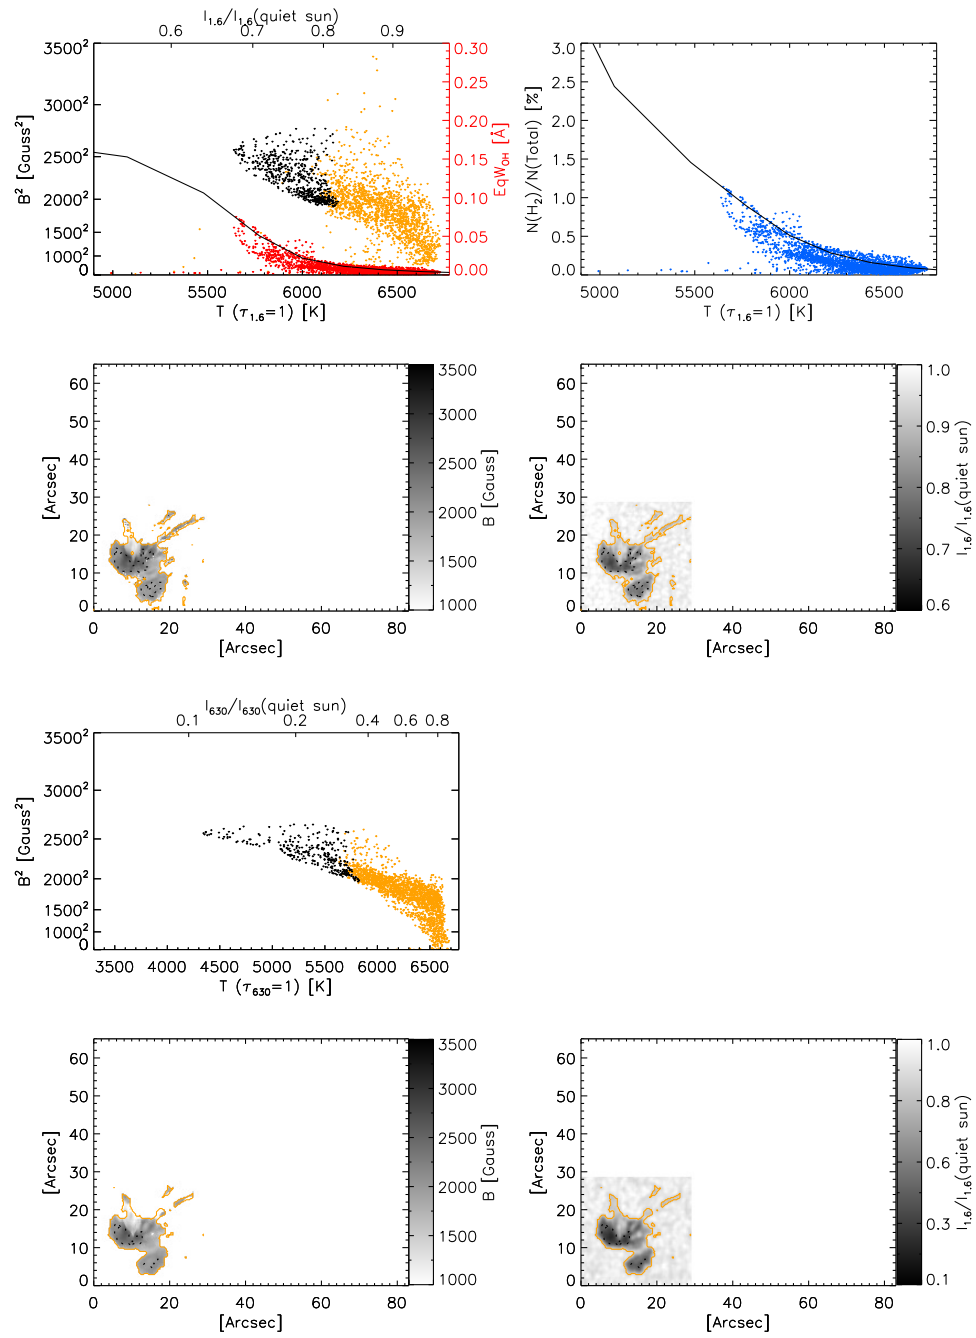 I1.6/I1.6(quiet sun)
0.6 0.7 0.8 0.9
B² [Gauss²]
3500²
3000²
2500²
2000²
1500²
1000²
0
0.30
0.25
0.20
0.15
0.10
0.05
0.00
EqWOH [Å]
5000 5500 6000 6500
T (τ1.6=1) [K]
N(H2)/N(Total) [%]
3.0
2.5
2.0
1.5
1.0
0.5
0.0
5000 5500 6000 6500
T (τ1.6=1) [K]
[Arcsec]
60
50
40
30
20
10
0
0 20 40 60 80
[Arcsec]
3500
3000
2500
2000
1500
1000
B [Gauss]
[Arcsec]
60
50
40
30
20
10
0
0 20 40 60 80
[Arcsec]
1.0
0.9
0.8
0.7
0.6
I1.6/I1.6(quiet sun)
I630/I630(quiet sun)
0.1 0.2 0.4 0.6 0.8
B² [Gauss²]
3500²
3000²
2500²
2000²
1500²
1000²
0
3500 4000 4500 5000 5500 6000 6500
T (τ630=1) [K]
[Arcsec]
60
50
40
30
20
10
0
0 20 40 60 80
[Arcsec]
3500
3000
2500
2000
1500
1000
B [Gauss]
[Arcsec]
60
50
40
30
20
10
0
0 20 40 60 80
[Arcsec]
1.0
0.8
0.6
0.3
0.1
I1.6/I1.6(quiet sun)